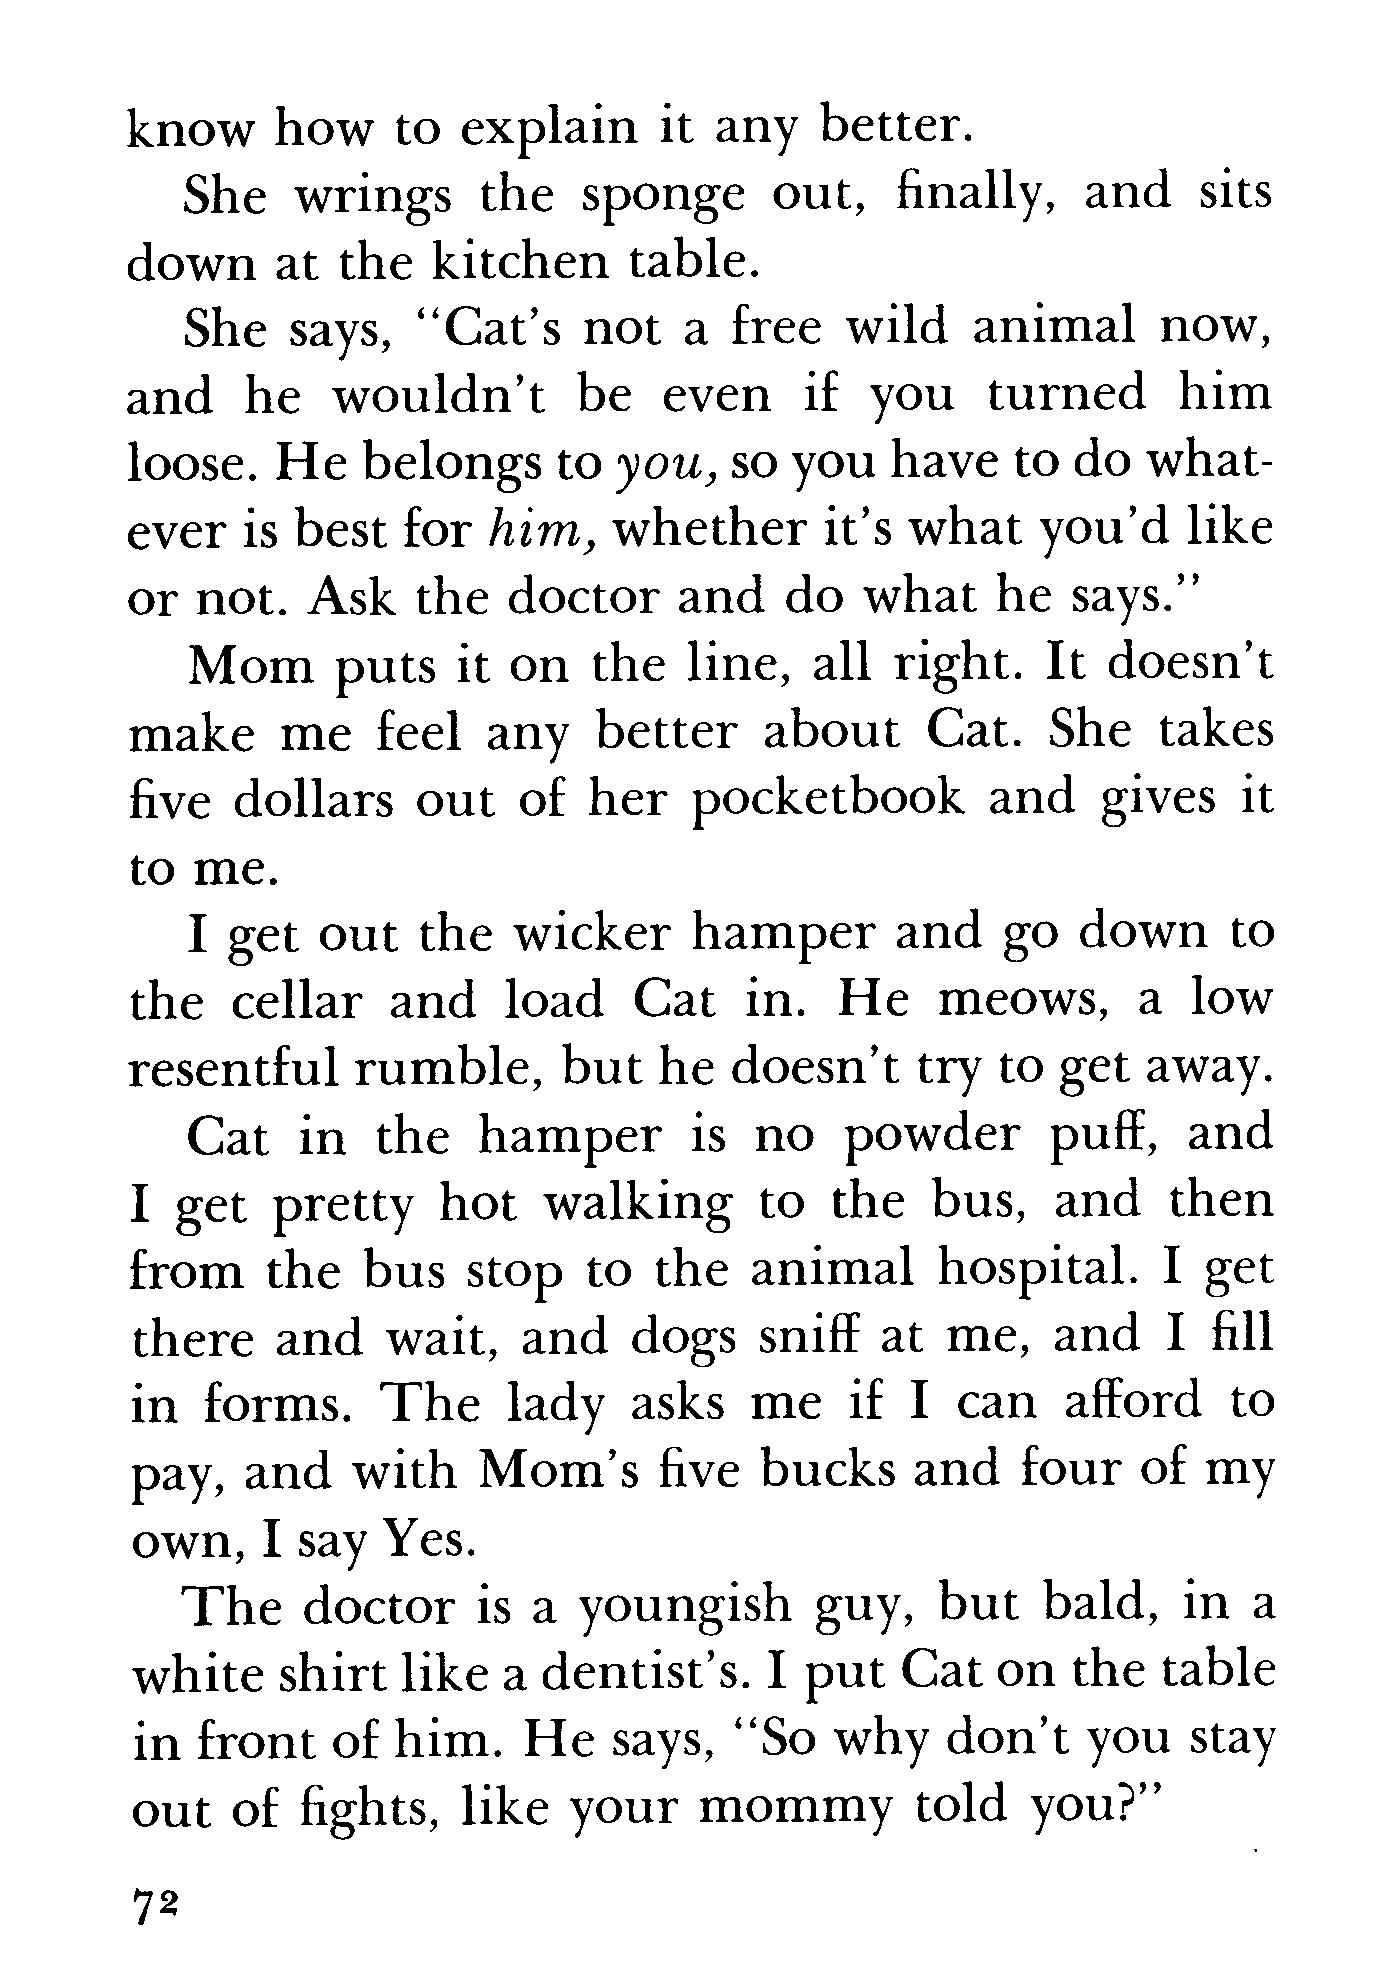 know how to explain it any better.
She wrings the sponge out, finally, and sits
down at the kitchen table.
She says, “Cat’s not a free wild animal now,
and he wouldn’t be even if you turned him
loose. He belongs to you, so you have to do what-
ever is best for him, whether it’s what you’d like
or not. Ask the doctor and do what he says.”
Mom puts it on the line, all right. It doesn’t
make me feel any better about Cat. She takes
five dollars out of her pocketbook and gives it
to me.
I get out the wicker hamper and go down to
the cellar and load Cat in. He meows, a low
resentful rumble, but he doesn’t try to get away.
Cat in the hamper is no powder puff, and
I get pretty hot walking to the bus, and then
from the bus stop to the animal hospital. I get
there and wait, and dogs sniff at me, and I fill
in forms. The lady asks me if I can afford to
pay, and with Mom’s five bucks and four of my
own, I say Yes.
The doctor is a youngish guy, but bald, in a
white shirt like a dentist’s. I put Cat on the table
in front of him. He says, “So why don’t you stay
out of fights, like your mommy told you?”
72